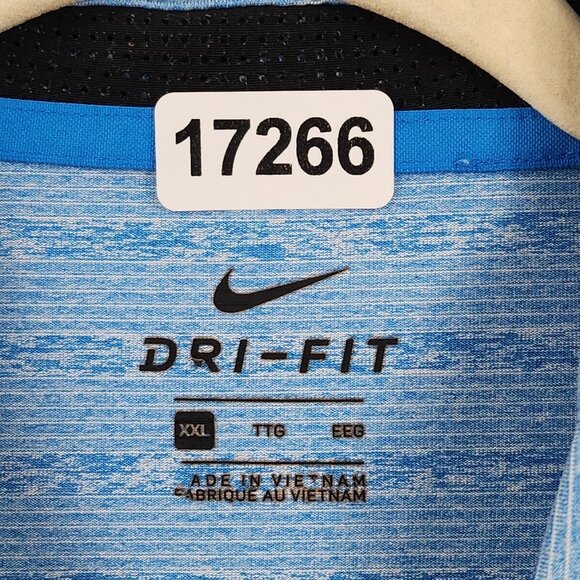 17266
DRI-FIT
XXL TTG EEG
ADE IN VIETNAM
FABRIQUE AU VIETNAM